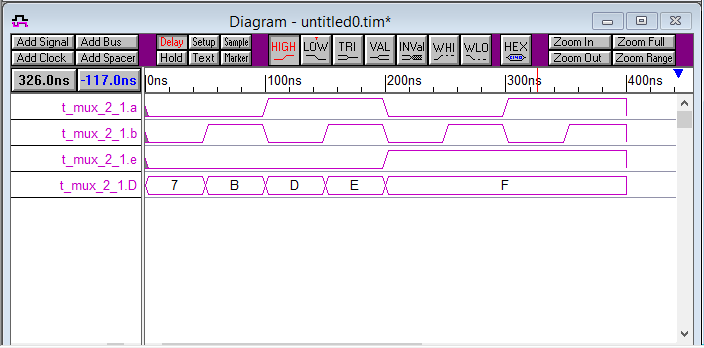 Diagram - untitled0.tim*
Add Signal Add Bus Delay Setup Sample HIGH LOW TRI VAL INVal WHI WLO HEX Zoom In Zoom Full
Add Clock Add Spacer Hold Text Marker Zoom Out Zoom Range
326.0ns -117.0ns 0ns 100ns 200ns 300ns 400ns
t_mux_2_1.a
t_mux_2_1.b
t_mux_2_1.e
t_mux_2_1.D 7 B D E F